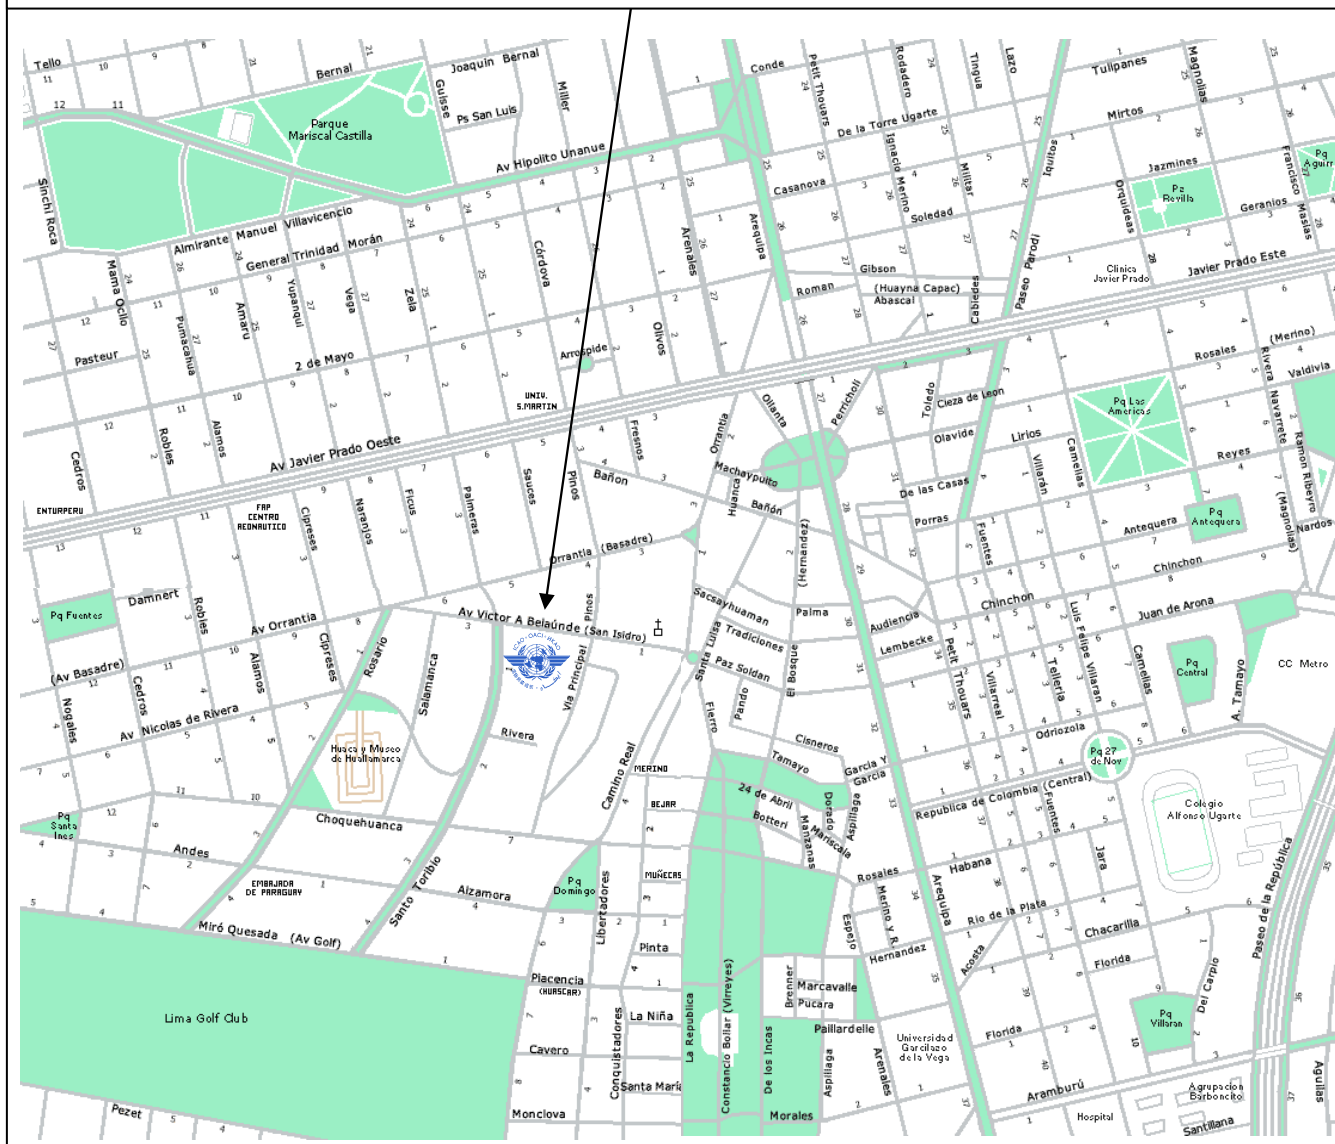 Tello
Bernal
Joaquin Bernal
Guisse
Miller
Ps San Luis
Parque
Mariscal Castilla
Av Hipolito Unanue
Conde
Petit Thouars
Rodadero
Tingua
Lazo
Tulipanes
Magnolias
Mirtos
De la Torre Ugarte
Ignacio Merino
Militar
Iquitos
Jazmines
Francisco Masias
Pq
Aguirr
Pz
Revilla
Geranios
Orquideas
Casanova
Soledad
Arequipa
Arenales
Sinchi Roca
Almirante Manuel Villavicencio
General Trinidad Morán
Mama Ocllo
Pumacahua
Amaru
Yupanqui
Vega
Zela
Córdova
Olivos
Gibson
Roman
(Huayna Capac)
Abascal
Cabiedes
Paseo Parodi
Clinica
Javier Prado
Javier Prado Este
Pasteur
2 de Mayo
Arrospide
UNIV.
S.MARTIN
Rosales
(Merino)
Valdivia
Rivera Navarrete
Ramon Ribeyro
(Magnolias)
Cedros
Robles
Alamos
Av Javier Prado Oeste
Fresnos
Orrantia
Ollanta
Perricholi
Toledo
Cieza de Leon
Pq Las
Americas
Olavide
Lirios
Camelias
Villarán
Reyes
Machaypuito
Huanca
Bañon
Bañón
De las Casas
Porras
Fuentes
Antequera
Pq
Antequera
Nardos
ENTURPERU
FAP
CENTRO
AERONAUTICO
Cipreses
Naranjos
Ficus
Palmeras
Sauces
Pinos
Orrantia (Basadre)
(Hernandez)
Chinchon
Chinchon
Juan de Arona
Pq Fuentes
Dammert
Robles
Av Orrantia
Cipreses
Av Victor A Belaúnde (San Isidro)
Pinos
Sacsayhuaman
Palma
Tradiciones
Santa Luisa
Audiencia
Lembecke
Petit Thouars
Luis Felipe Villaran
Camelias
Pq
Central
A. Tamayo
CC Metro
(Av Basadre)
Nogales
Cedros
Alamos
Rosario
Salamanca
Via Principal
Paz Soldan
El Bosque
Villarreal
Telleria
Av Nicolas de Rivera
Huaca y Museo
de Huallamarca
Rivera
Camino Real
Fierro
Pando
Cisneros
Odriozola
Pq 27
de Nov
MERINO
Tamayo
Garcia Y
Garcia
Republica de Colombia (Central)
Fuentes
Colegio
Alfonso Ugarte
BEJAR
24 de Abril
Botteri
Manzanas
Dorado
Mariscala
Aspillaga
Pq
Santa
Ines
Choquehuanca
Andes
EMBAJADA
DE PARAGUAY
Santo Toribio
Alzamora
Pq
Domingo
MUÑECAS
Libertadores
Rosales
Merino y R.
Habana
Jara
Arequipa
Rio de la Plata
Paseo de la República
Miró Quesada (Av Golf)
Pinta
Espejo
Hernandez
Acosta
Chacarilla
Florida
Del Carpio
Placencia
(HUASCAR)
Brenner
Marcavalle
Pucara
Lima Golf Club
La Niña
Conquistadores
La Republica
Constancio Bollar (Virreyes)
De los Incas
Paillardelle
Universidad
Garcilazo
de la Vega
Florida
Pq
Villaran
Cavero
Santa María
Aspillaga
Arenales
Aramburú
Agrupacion
Barboncito
Aguilas
Pezet
Monclova
Morales
Hospital
Santillana